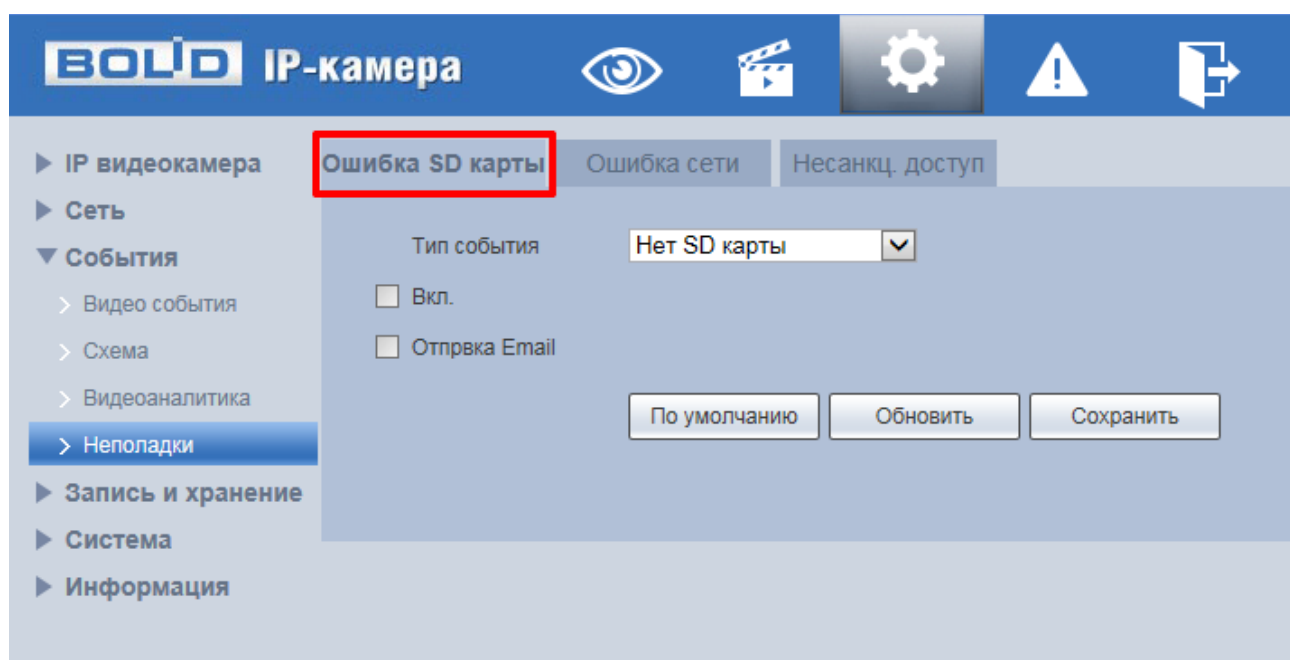 BOLID IP-камера
IP видеокамера
Сеть
События
Видео события
Схема
Видеоаналитика
Неполадки
Запись и хранение
Система
Информация
Ошибка SD карты Ошибка сети Несанкц. доступ
Тип события Нет SD карты
Вкл.
Отпрвка Email
По умолчанию Обновить Сохранить